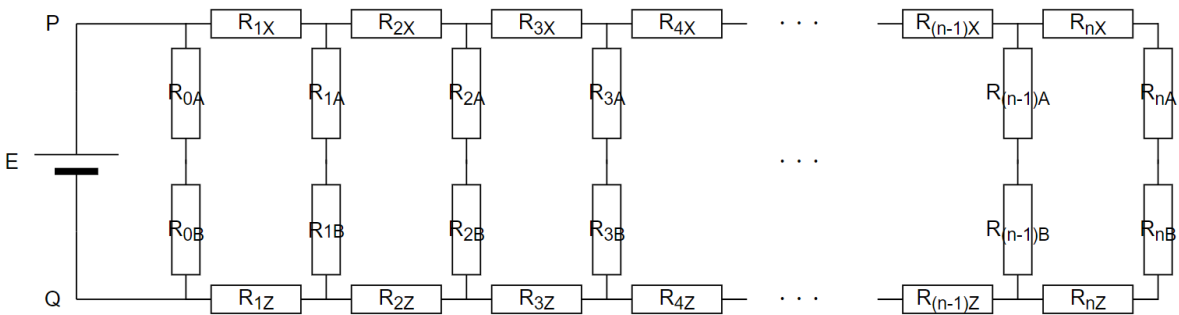 P R1X R2X R3X R4X · · · R(n-1)X RnX
R0A R1A R2A R3A R(n-1)A RnA
E · · ·
R0B R1B R2B R3B R(n-1)B RnB
Q R1Z R2Z R3Z R4Z · · · R(n-1)Z RnZ